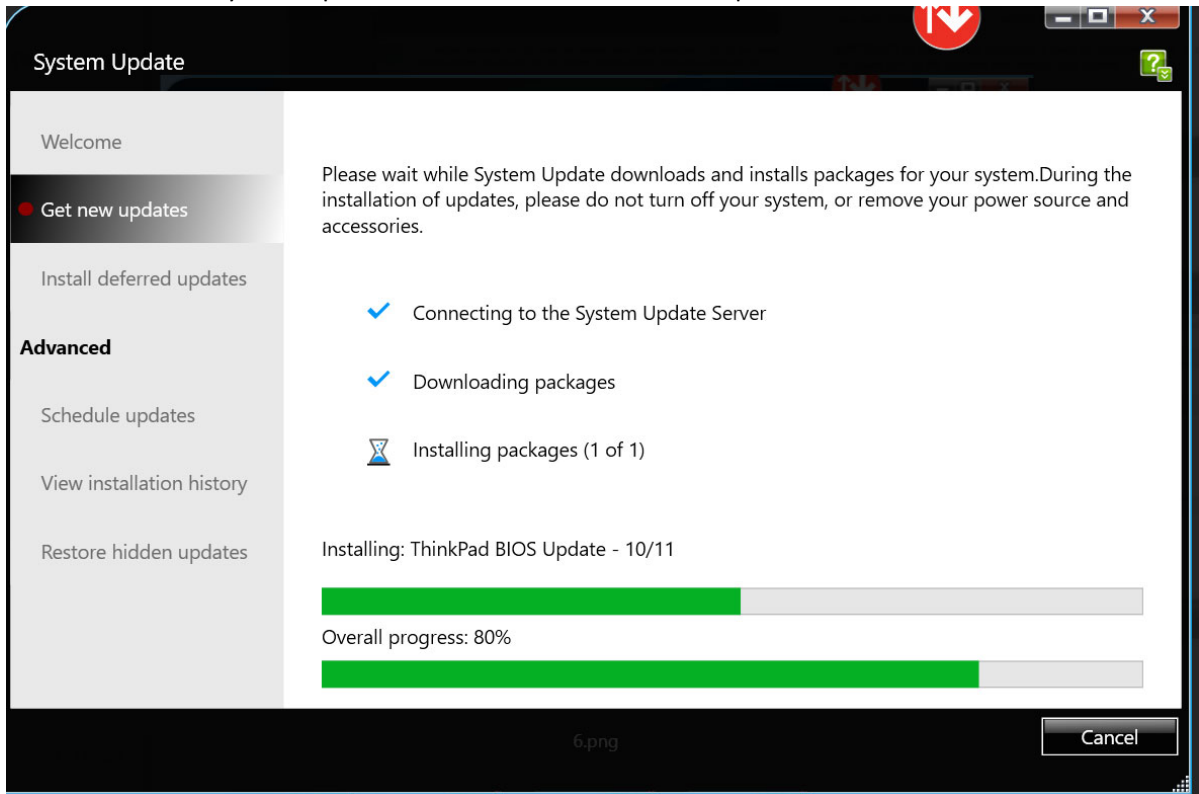 System Update
Welcome
Get new updates
Install deferred updates
Advanced
Schedule updates
View installation history
Restore hidden updates
Please wait while System Update downloads and installs packages for your system.During the
installation of updates, please do not turn off your system, or remove your power source and
accessories.
Connecting to the System Update Server
Downloading packages
Installing packages (1 of 1)
Installing: ThinkPad BIOS Update - 10/11
Overall progress: 80%
6.png
Cancel